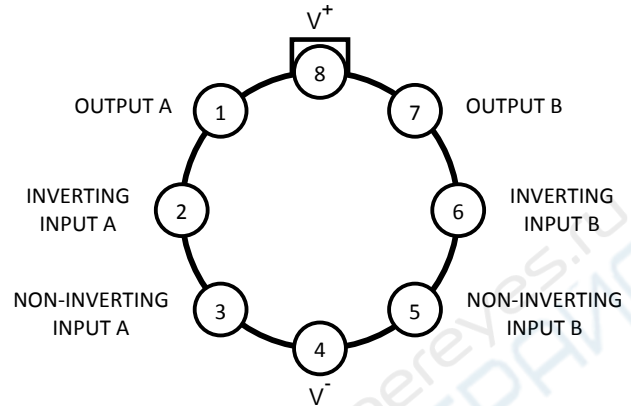 V+
8
OUTPUT A
1
7
OUTPUT B
INVERTING
INPUT A
2
6
INVERTING
INPUT B
NON-INVERTING
INPUT A
3
5
NON-INVERTING
INPUT B
4
V-